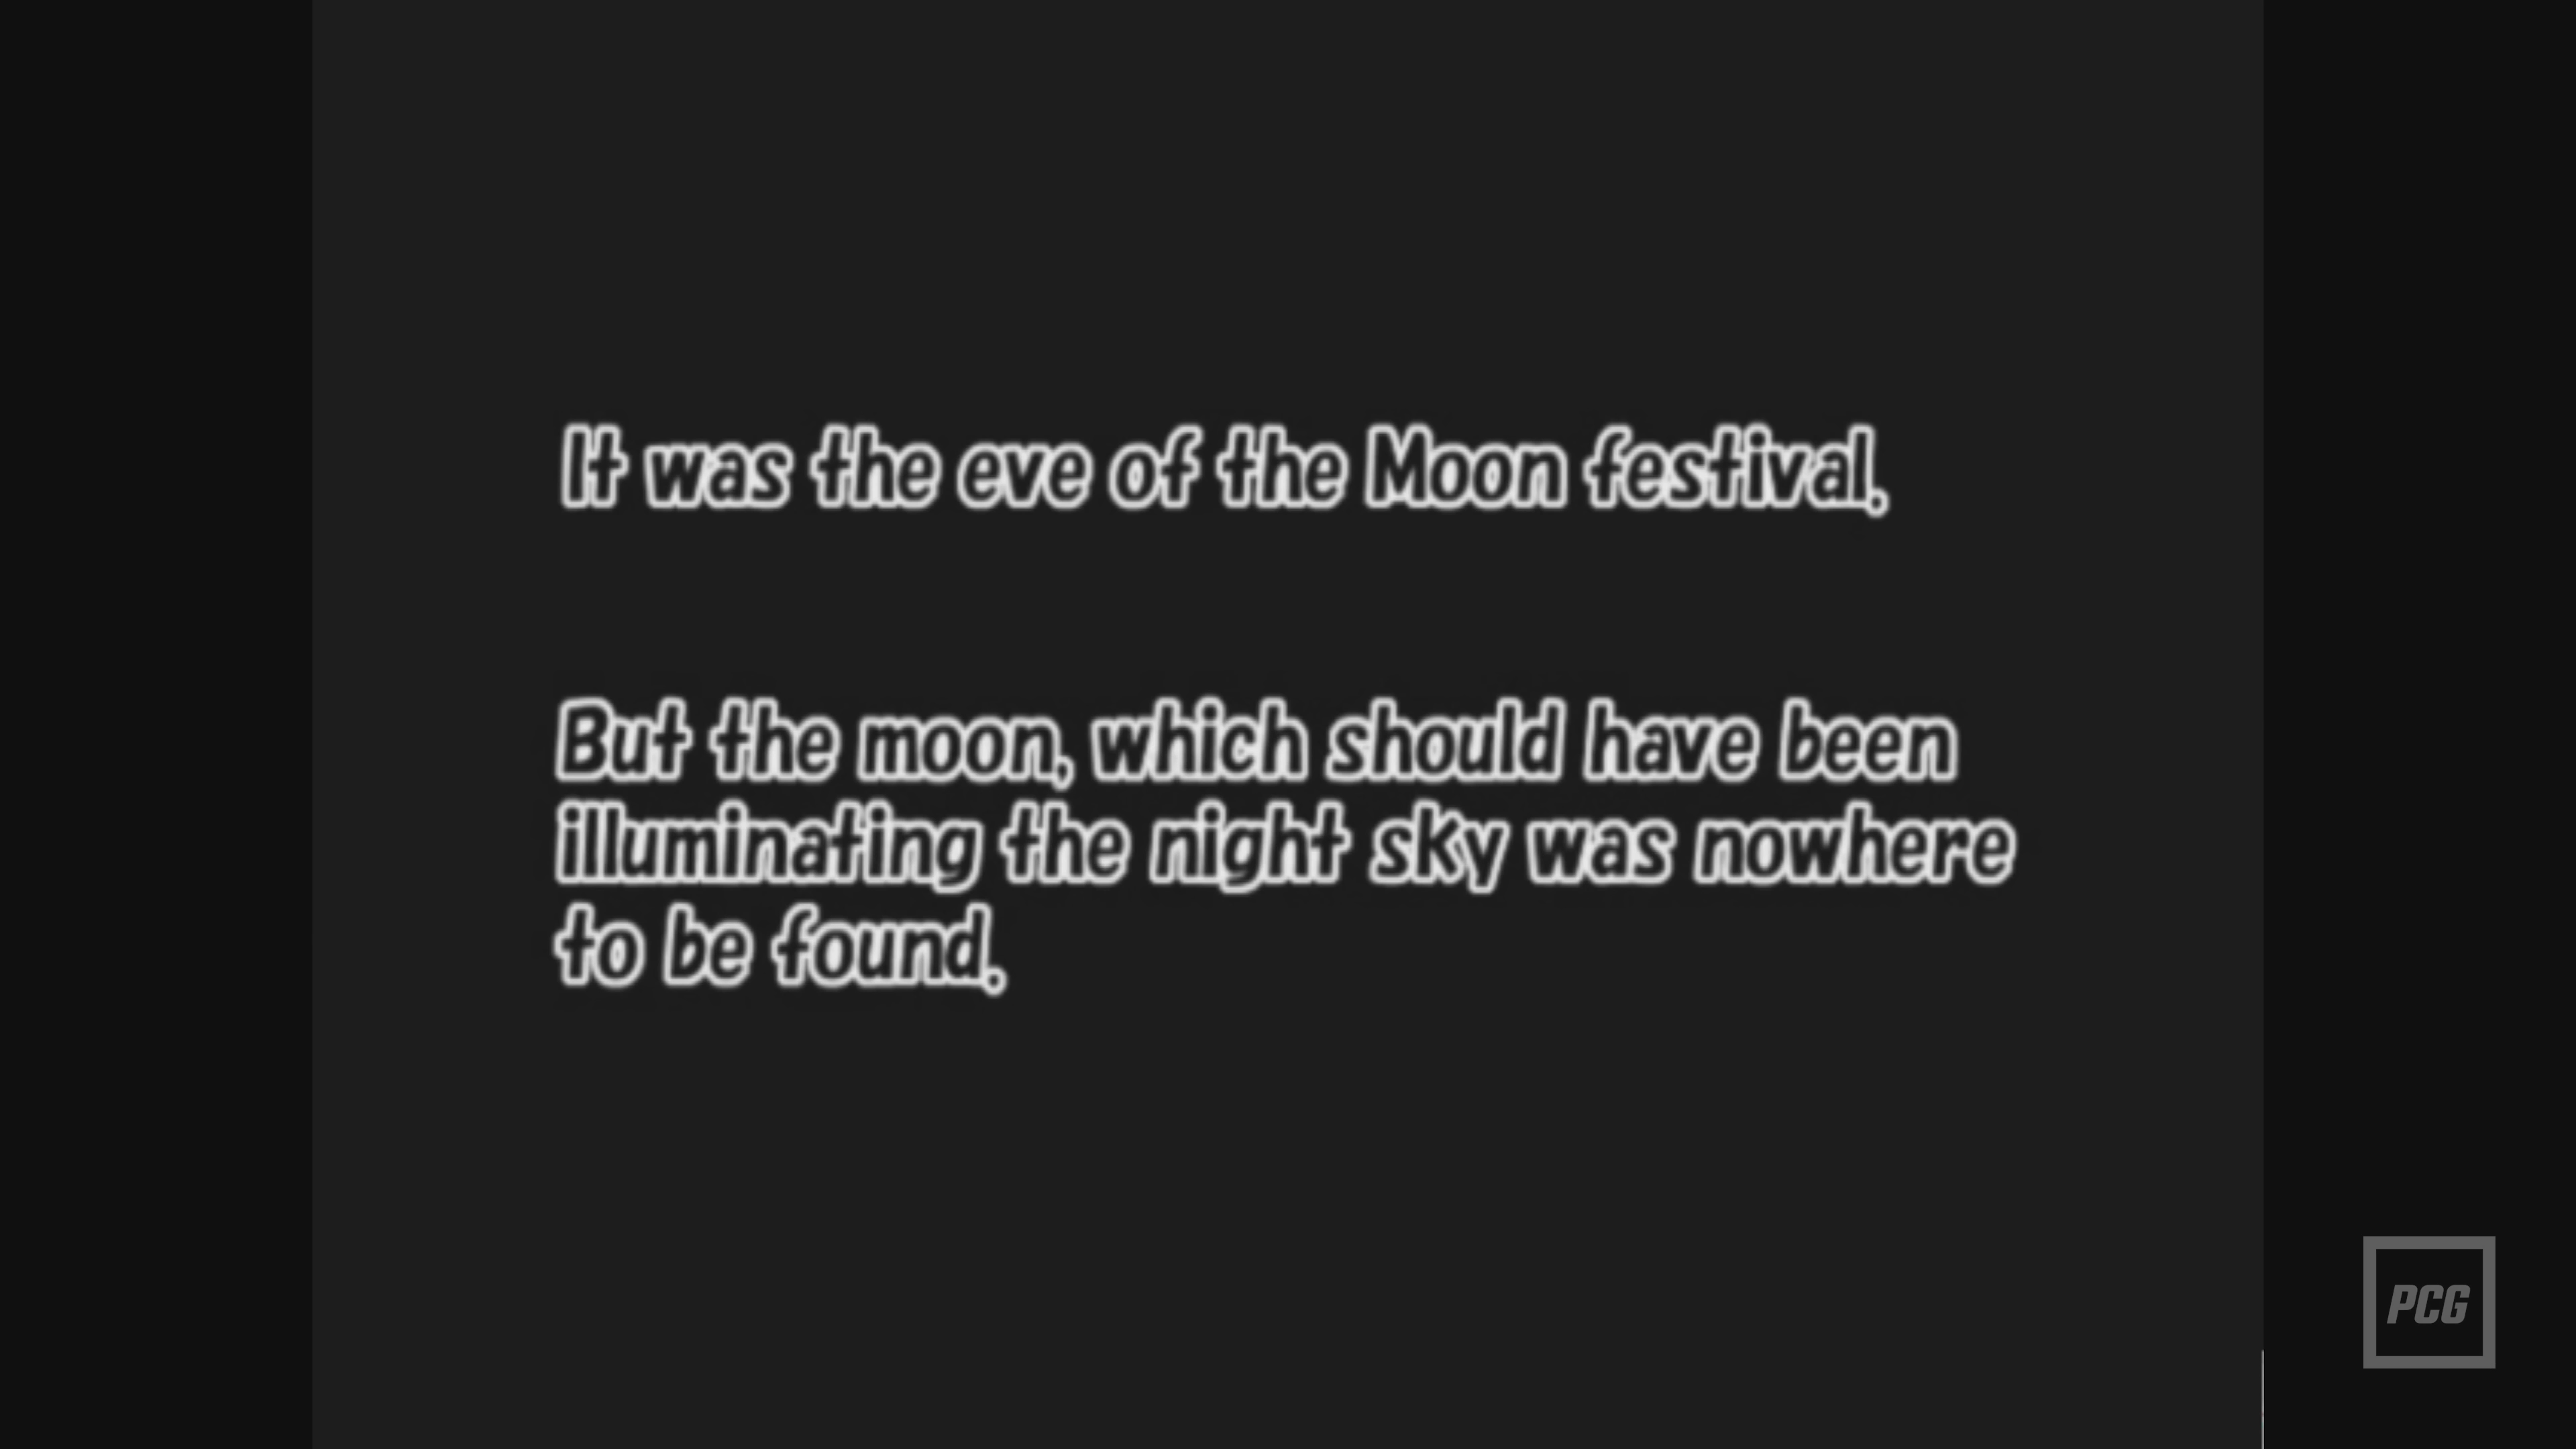 It was the eve of the Moon festival.
But the moon, which should have been
illuminating the night sky was nowhere
to be found.
PCG